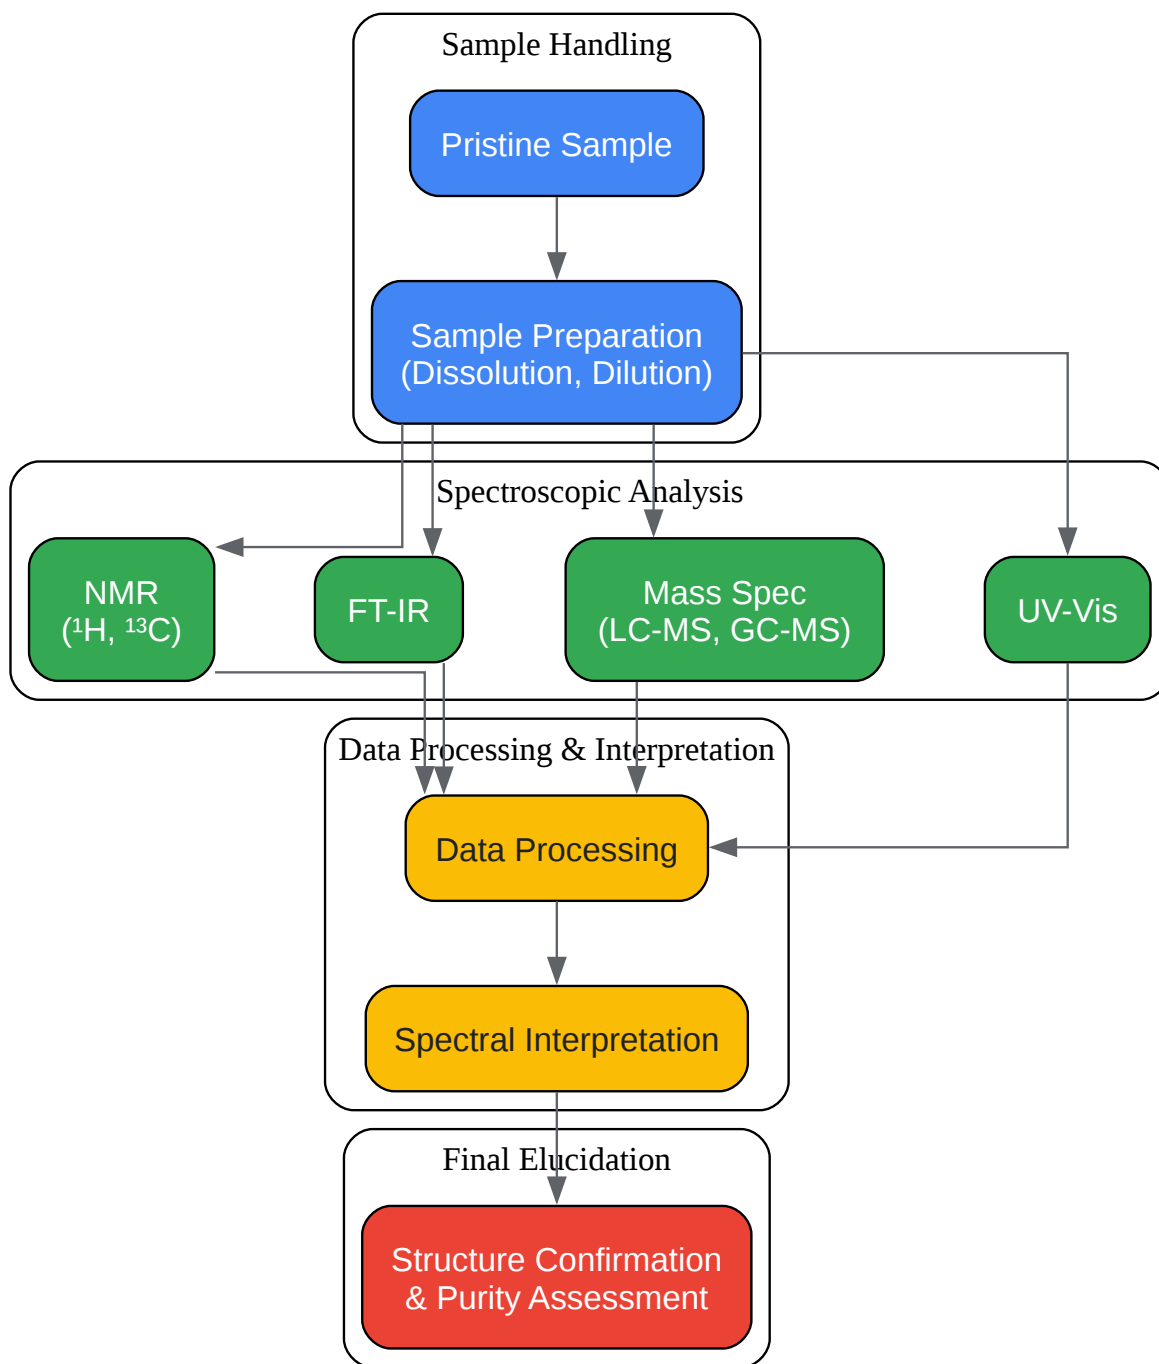 Sample Handling
Pristine Sample
Sample Preparation
(Dissolution, Dilution)
Spectroscopic Analysis
NMR
(¹H, ¹³C)
FT-IR
Mass Spec
(LC-MS, GC-MS)
UV-Vis
Data Processing & Interpretation
Data Processing
Spectral Interpretation
Final Elucidation
Structure Confirmation
& Purity Assessment